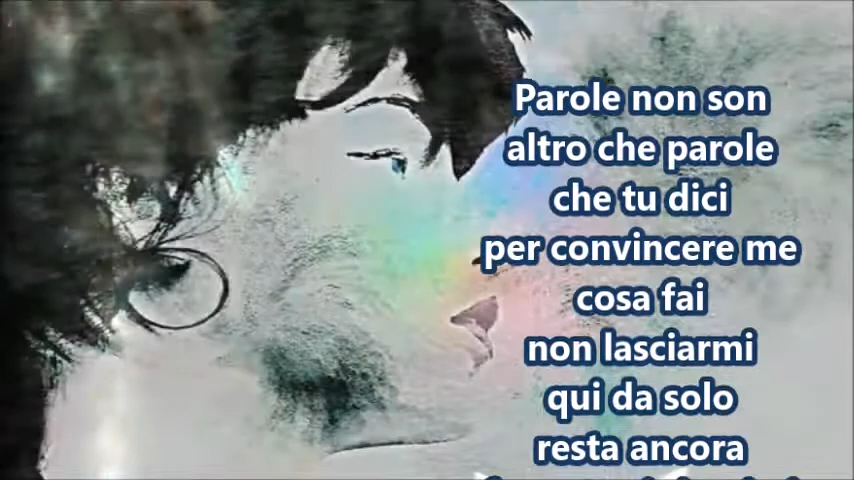 Parole non son
altro che parole
che tu dici
per convincere me
cosa fai
non lasciarmi
qui da solo
resta ancora